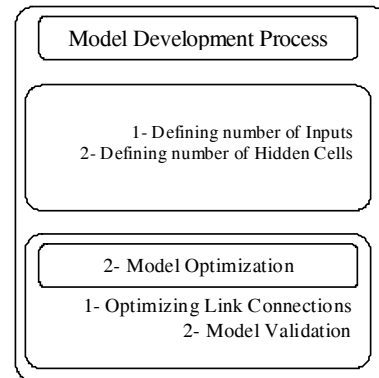 Model Development Process
1- Defining number of Inputs
2- Defining number of Hidden Cells
2- Model Optimization
1- Optimizing Link Connections
2- Model Validation